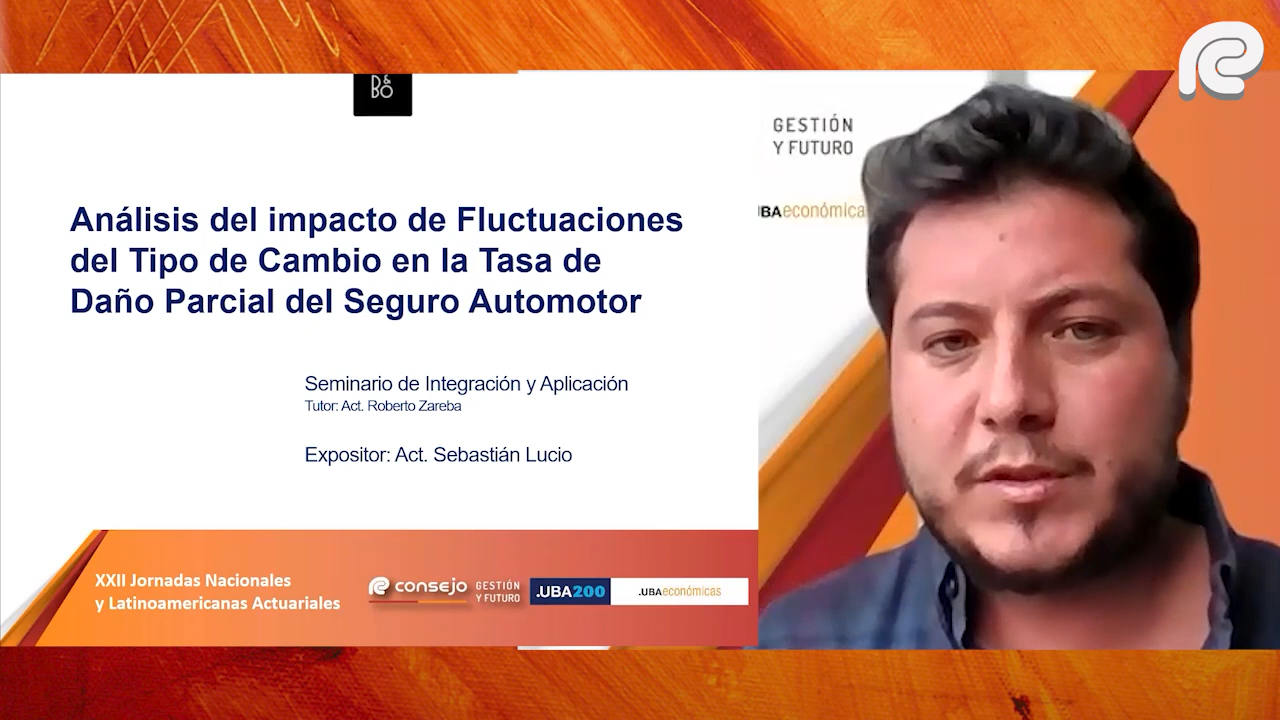 B&O
Análisis del impacto de Fluctuaciones
del Tipo de Cambio en la Tasa de
Daño Parcial del Seguro Automotor
Seminario de Integración y Aplicación
Tutor: Act. Roberto Zareba
Expositor: Act. Sebastián Lucio
XXII Jornadas Nacionales
y Latinoamericanas Actuariales
consejo
GESTIÓN
Y FUTURO
.UBA200
.UBAeconómicas
GESTIÓN
Y FUTURO
UBAeconómica